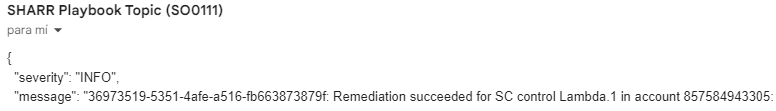 SHARR Playbook Topic (SO0111)
para mí
{
"severity": "INFO",
"message": "36973519-5351-4afe-a516-fb663873879f: Remediation succeeded for SC control Lambda.1 in account 857584943305: